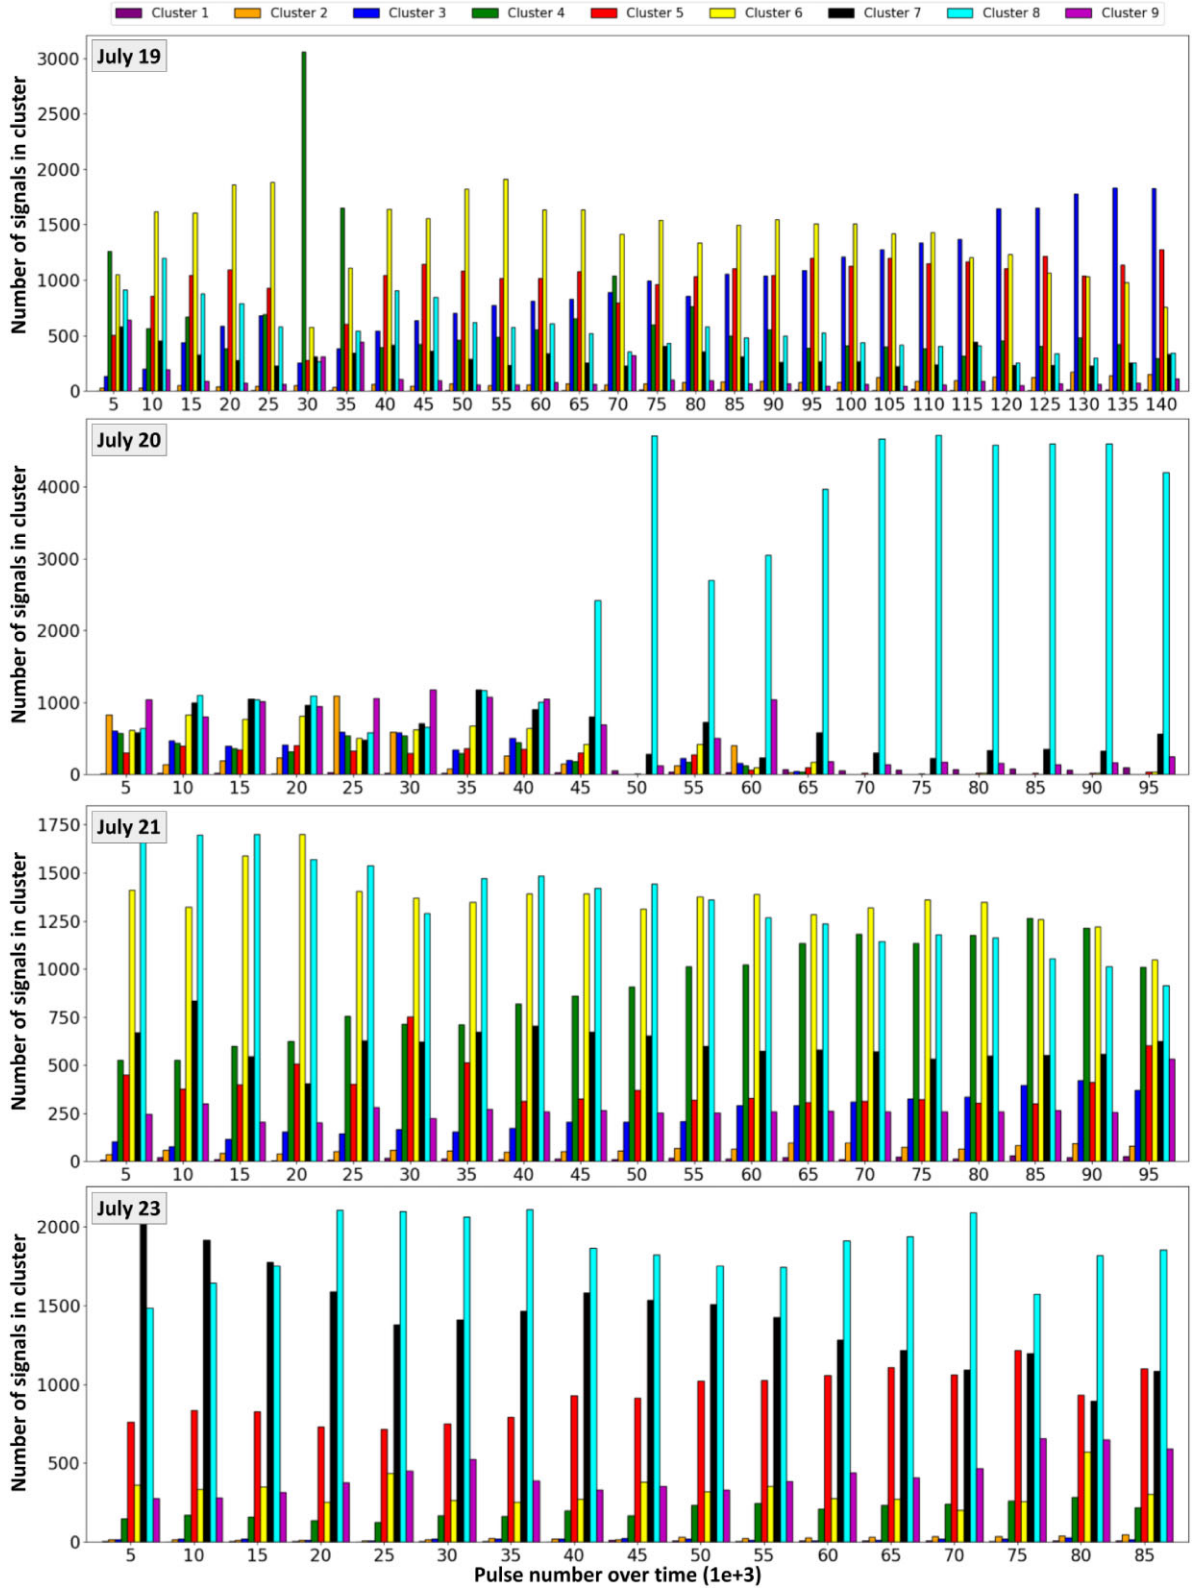 Cluster 1 Cluster 2 Cluster 3 Cluster 4 Cluster 5 Cluster 6 Cluster 7 Cluster 8 Cluster 9
July 19
Number of signals in cluster
3000
2500
2000
1500
1000
500
0
5 10 15 20 25 30 35 40 45 50 55 60 65 70 75 80 85 90 95 100 105 110 115 120 125 130 135 140
July 20
Number of signals in cluster
4000
3000
2000
1000
0
5 10 15 20 25 30 35 40 45 50 55 60 65 70 75 80 85 90 95
July 21
Number of signals in cluster
1750
1500
1250
1000
750
500
250
0
5 10 15 20 25 30 35 40 45 50 55 60 65 70 75 80 85 90 95
July 23
Number of signals in cluster
2000
1500
1000
500
0
5 10 15 20 25 30 35 40 45 50 55 60 65 70 75 80 85
Pulse number over time (1e+3)